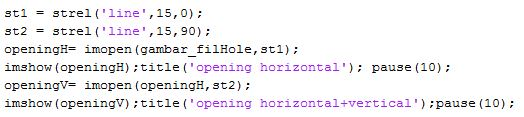 st1 = strel('line',15,0);
st2 = strel('line',15,90);
openingH= imopen(gambar_filHole,st1);
imshow(openingH);title('opening horizontal'); pause(10);
openingV= imopen(openingH,st2);
imshow(openingV);title('opening horizontal+vertical');pause(10);